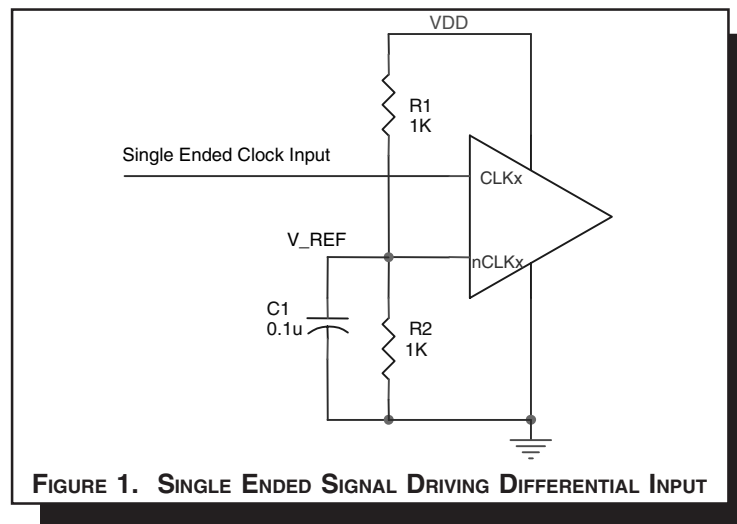 VDD
R1
1K
Single Ended Clock Input
CLKx
V_REF
nCLKx
C1
0.1u
R2
1K
FIGURE 1. SINGLE ENDED SIGNAL DRIVING DIFFERENTIAL INPUT